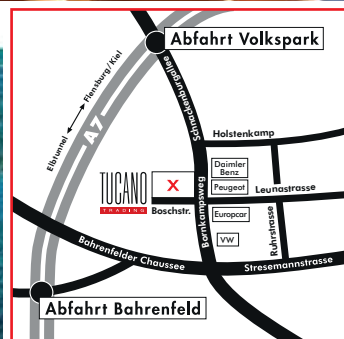 Abfahrt Volkspark
Elbtunnel
Flensburg/Kiel
A7
Schnackenburgallee
Holstenkamp
Daimler
Benz
TUCANO
TRADING
X
Peugeot
Leunastrasse
Boschstr.
Bornkampsweg
Europcar
Ruhrstrasse
VW
Bahrenfelder Chaussee
Stresemannstrasse
Abfahrt Bahrenfeld